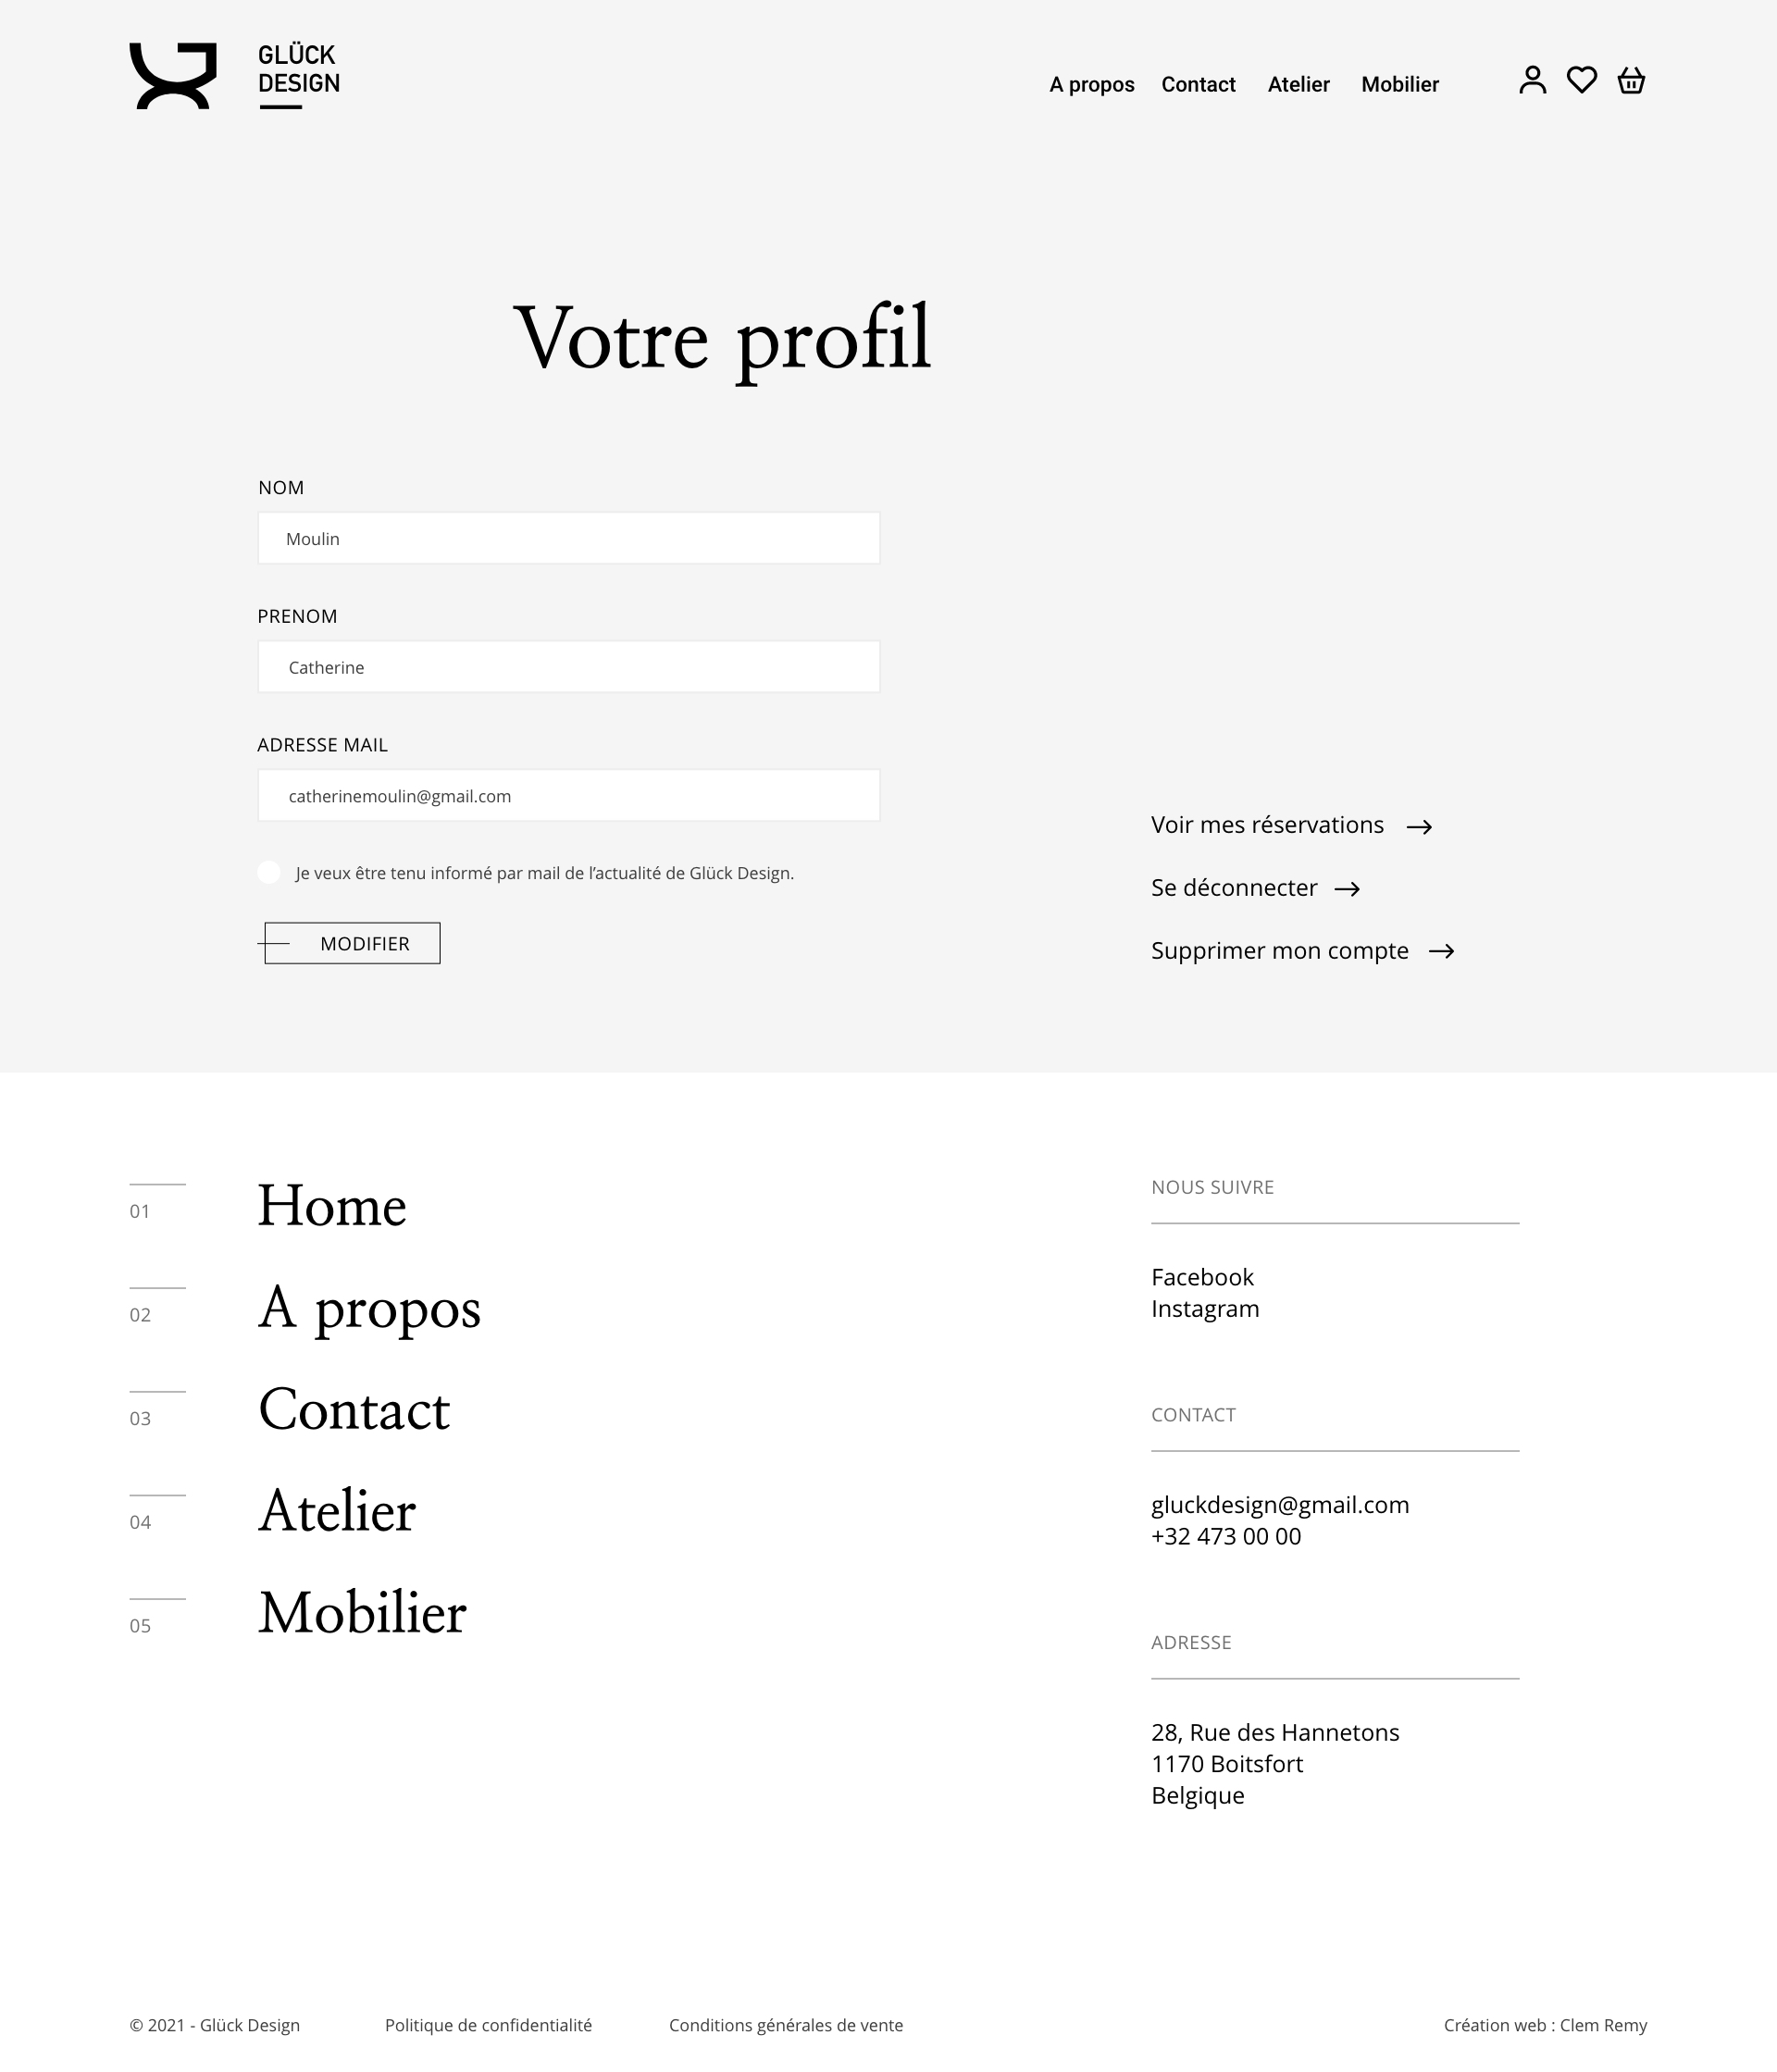 GLÜCK
DESIGN
A propos Contact Atelier Mobilier
Votre profil
NOM
Moulin
PRENOM
Catherine
ADRESSE MAIL
catherinemoulin@gmail.com
Je veux être tenu informé par mail de l’actualité de Glück Design.
MODIFIER
Voir mes réservations
Se déconnecter
Supprimer mon compte
01 Home
02 A propos
03 Contact
04 Atelier
05 Mobilier
NOUS SUIVRE
Facebook
Instagram
CONTACT
gluckdesign@gmail.com
+32 473 00 00
ADRESSE
28, Rue des Hannetons
1170 Boitsfort
Belgique
© 2021 - Glück Design Politique de confidentialité Conditions générales de vente Création web : Clem Remy